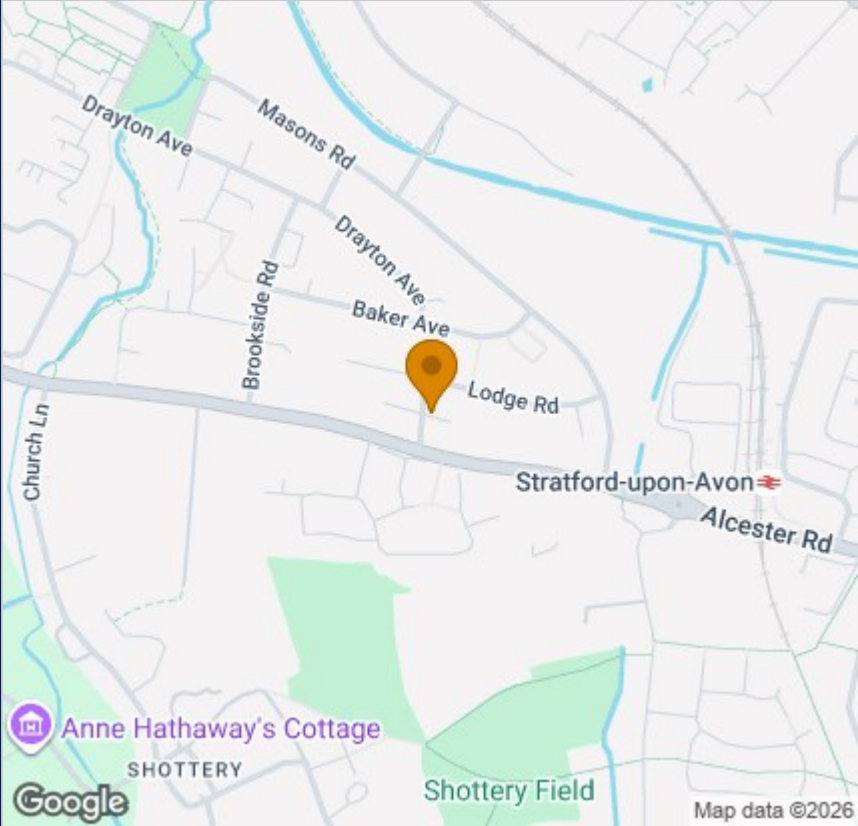 Drayton Ave
Masons Rd
Drayton Ave
Brookside Rd
Baker Ave
Lodge Rd
Church Ln
Stratford-upon-Avon
Alcester Rd
Anne Hathaway's Cottage
SHOTTERY
Shottery Field
Google
Map data ©2026